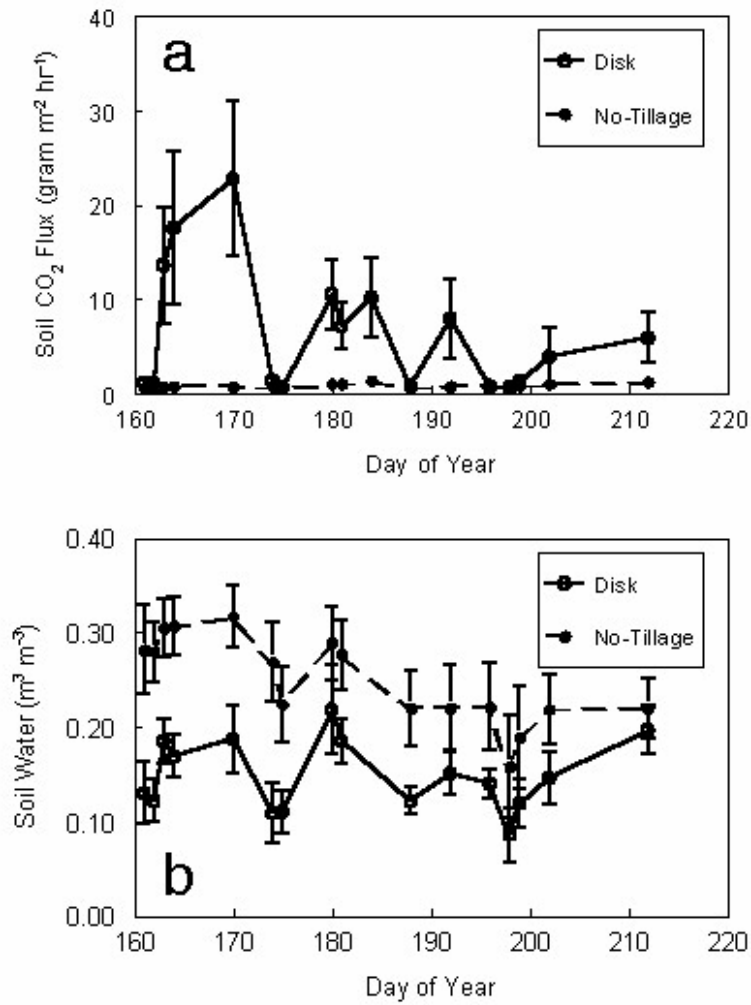 a
Disk
No-Tillage
Soil CO₂ Flux (gram m⁻² hr⁻¹)
40
30
20
10
0
160 170 180 190 200 210 220
Day of Year
b
Disk
No-Tillage
Soil Water (m³ m⁻³)
0.40
0.30
0.20
0.10
0.00
160 170 180 190 200 210 220
Day of Year